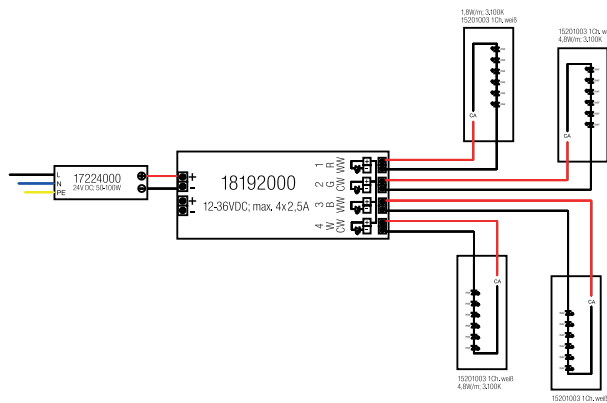 1,8W/m; 3.100K
15201003 1Ch. weiß
15201003 1Ch. we
4,8W/m; 3.100K
CA
CA
L
N
PE
17224000
24V DC; 50-100W
+
-
+
-
18192000
12-36VDC; max. 4x2,5A
1 R WW
2 G CW
3 B WW
4 W CW
CA
CA
15201003 1Ch. weiß
4,8W/m; 3.100K
15201003 1Ch. weiß